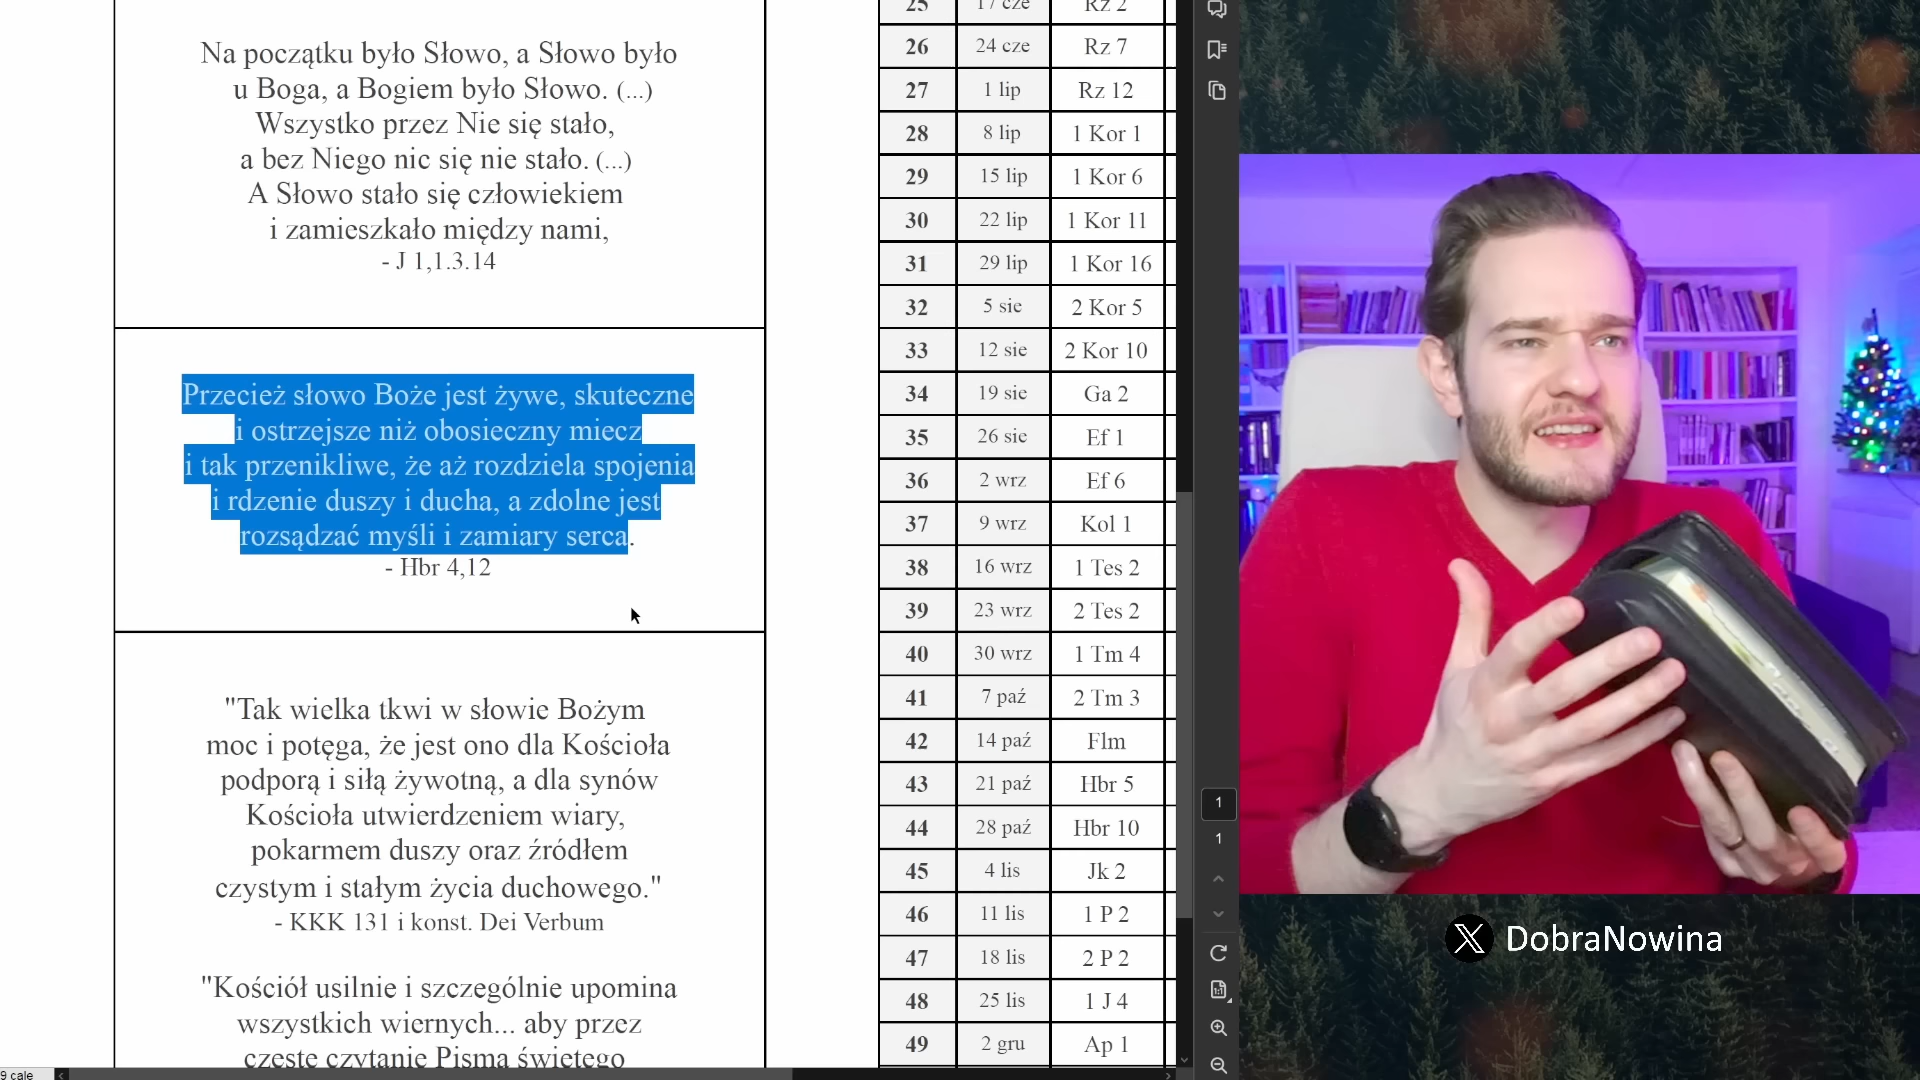 Na początku było Słowo, a Słowo było
u Boga, a Bogiem było Słowo. (...)
Wszystko przez Nie się stało,
a bez Niego nic się nie stało. (...)
A Słowo stało się człowiekiem
i zamieszkało między nami,
- J 1,1.3.14
Przecież słowo Boże jest żywe, skuteczne
i ostrzejsze niż obosieczny miecz
i tak przenikliwe, że aż rozdziela spojenia
i rdzenie duszy i ducha, a zdolne jest
rozsądzać myśli i zamiary serca.
- Hbr 4,12
"Tak wielka tkwi w słowie Bożym
moc i potęga, że jest ono dla Kościoła
podporą i siłą żywotną, a dla synów
Kościoła utwierdzeniem wiary,
pokarmem duszy oraz źródłem
czystym i stałym życia duchowego."
- KKK 131 i konst. Dei Verbum
"Kościół usilnie i szczególnie upomina
wszystkich wiernych... aby przez
częste czytanie Pisma świętego
25 17 cze Rz 2
26 24 cze Rz 7
27 1 lip Rz 12
28 8 lip 1 Kor 1
29 15 lip 1 Kor 6
30 22 lip 1 Kor 11
31 29 lip 1 Kor 16
32 5 sie 2 Kor 5
33 12 sie 2 Kor 10
34 19 sie Ga 2
35 26 sie Ef 1
36 2 wrz Ef 6
37 9 wrz Kol 1
38 16 wrz 1 Tes 2
39 23 wrz 2 Tes 2
40 30 wrz 1 Tm 4
41 7 paź 2 Tm 3
42 14 paź Flm
43 21 paź Hbr 5
44 28 paź Hbr 10
45 4 lis Jk 2
46 11 lis 1 P 2
47 18 lis 2 P 2
48 25 lis 1 J 4
49 2 gru Ap 1
1
1
9 cale
DobraNowina